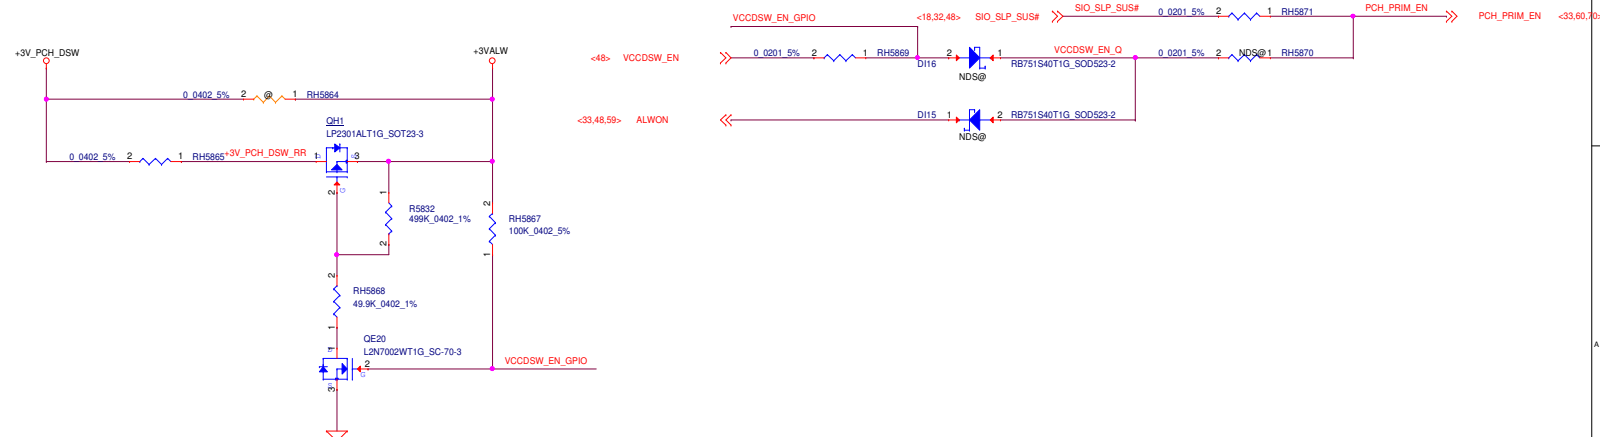 VCCDSW_EN_GPIO
<18,32,48> SIO_SLP_SUS#
SIO_SLP_SUS#
0_0201_5% 2 1 RH5871
PCH_PRIM_EN
PCH_PRIM_EN <33,60,70>
<48> VCCDSW_EN
0_0201_5% 2 1 RH5869
DI16 2 1
NDS@
VCCDSW_EN_Q
RB751S40T1G_SOD523-2
0_0201_5% 2 NDS@ 1 RH5870
<33,48,59> ALWON
DI15 1 2 RB751S40T1G_SOD523-2
NDS@
+3V_PCH_DSW
+3VALW
0_0402_5% 2 @ 1 RH5864
QH1
LP2301ALT1G_SOT23-3
0_0402_5% 2 1 RH5865
+3V_PCH_DSW_RR
1 3
2 G
1
R5832
499K_0402_1%
2
2
RH5867
100K_0402_5%
1
2
RH5868
49.9K_0402_1%
1
QE20
L2N7002WT1G_SC-70-3
1
2
3
VCCDSW_EN_GPIO
A